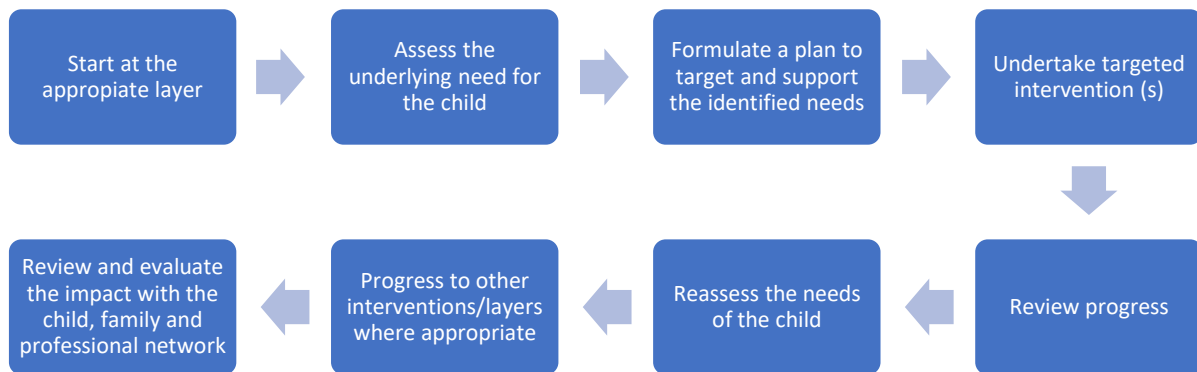 Start at the
appropiate layer
Assess the
underlying need for
the child
Formulate a plan to
target and support
the identified needs
Undertake targeted
intervention (s)
Review progress
Reassess the needs
of the child
Progress to other
interventions/layers
where appropriate
Review and evaluate
the impact with the
child, family and
professional network